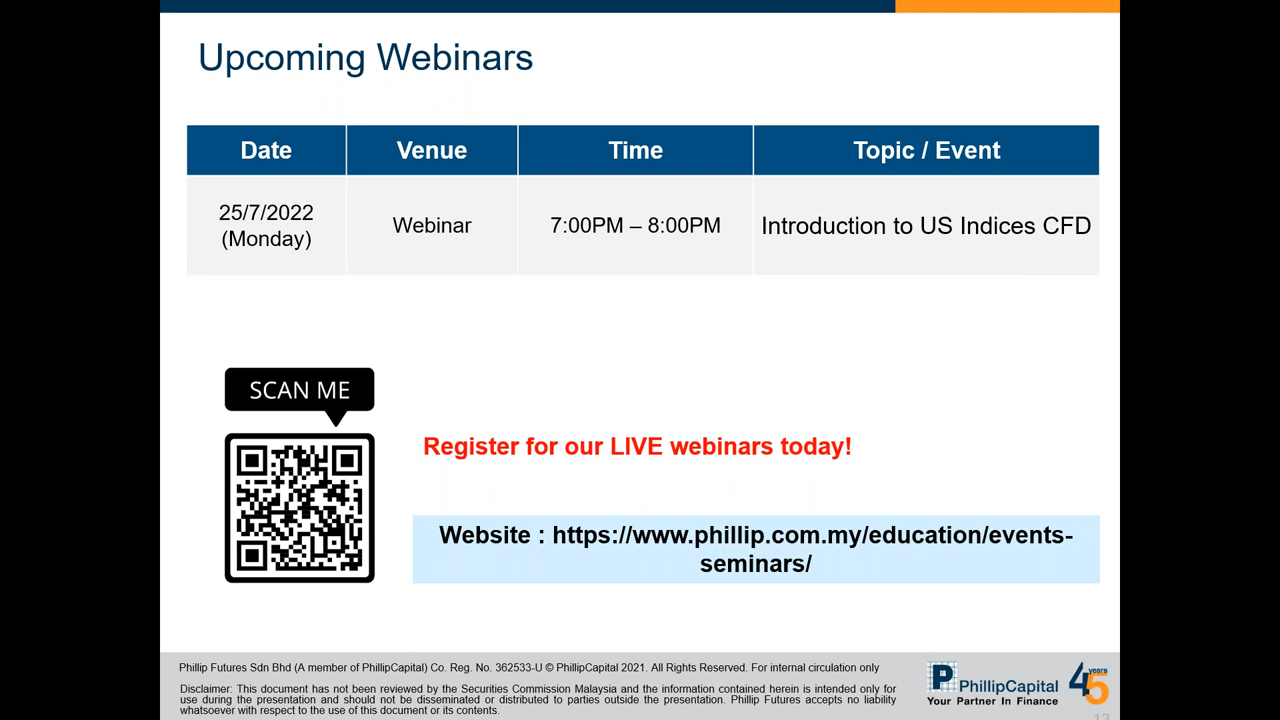 Upcoming Webinars
Date Venue Time Topic / Event
25/7/2022
(Monday)
Webinar
7:00PM – 8:00PM
Introduction to US Indices CFD
SCAN ME
Register for our LIVE webinars today!
Website : https://www.phillip.com.my/education/events-
seminars/
Phillip Futures Sdn Bhd (A member of PhillipCapital) Co. Reg. No. 362533-U © PhillipCapital 2021. All Rights Reserved. For internal circulation only
Disclaimer: This document has not been reviewed by the Securities Commission Malaysia and the information contained herein is intended only for
use during the presentation and should not be disseminated or distributed to parties outside the presentation. Phillip Futures accepts no liability
whatsoever with respect to the use of this document or its contents.
P PhillipCapital
Your Partner In Finance
45 years
13